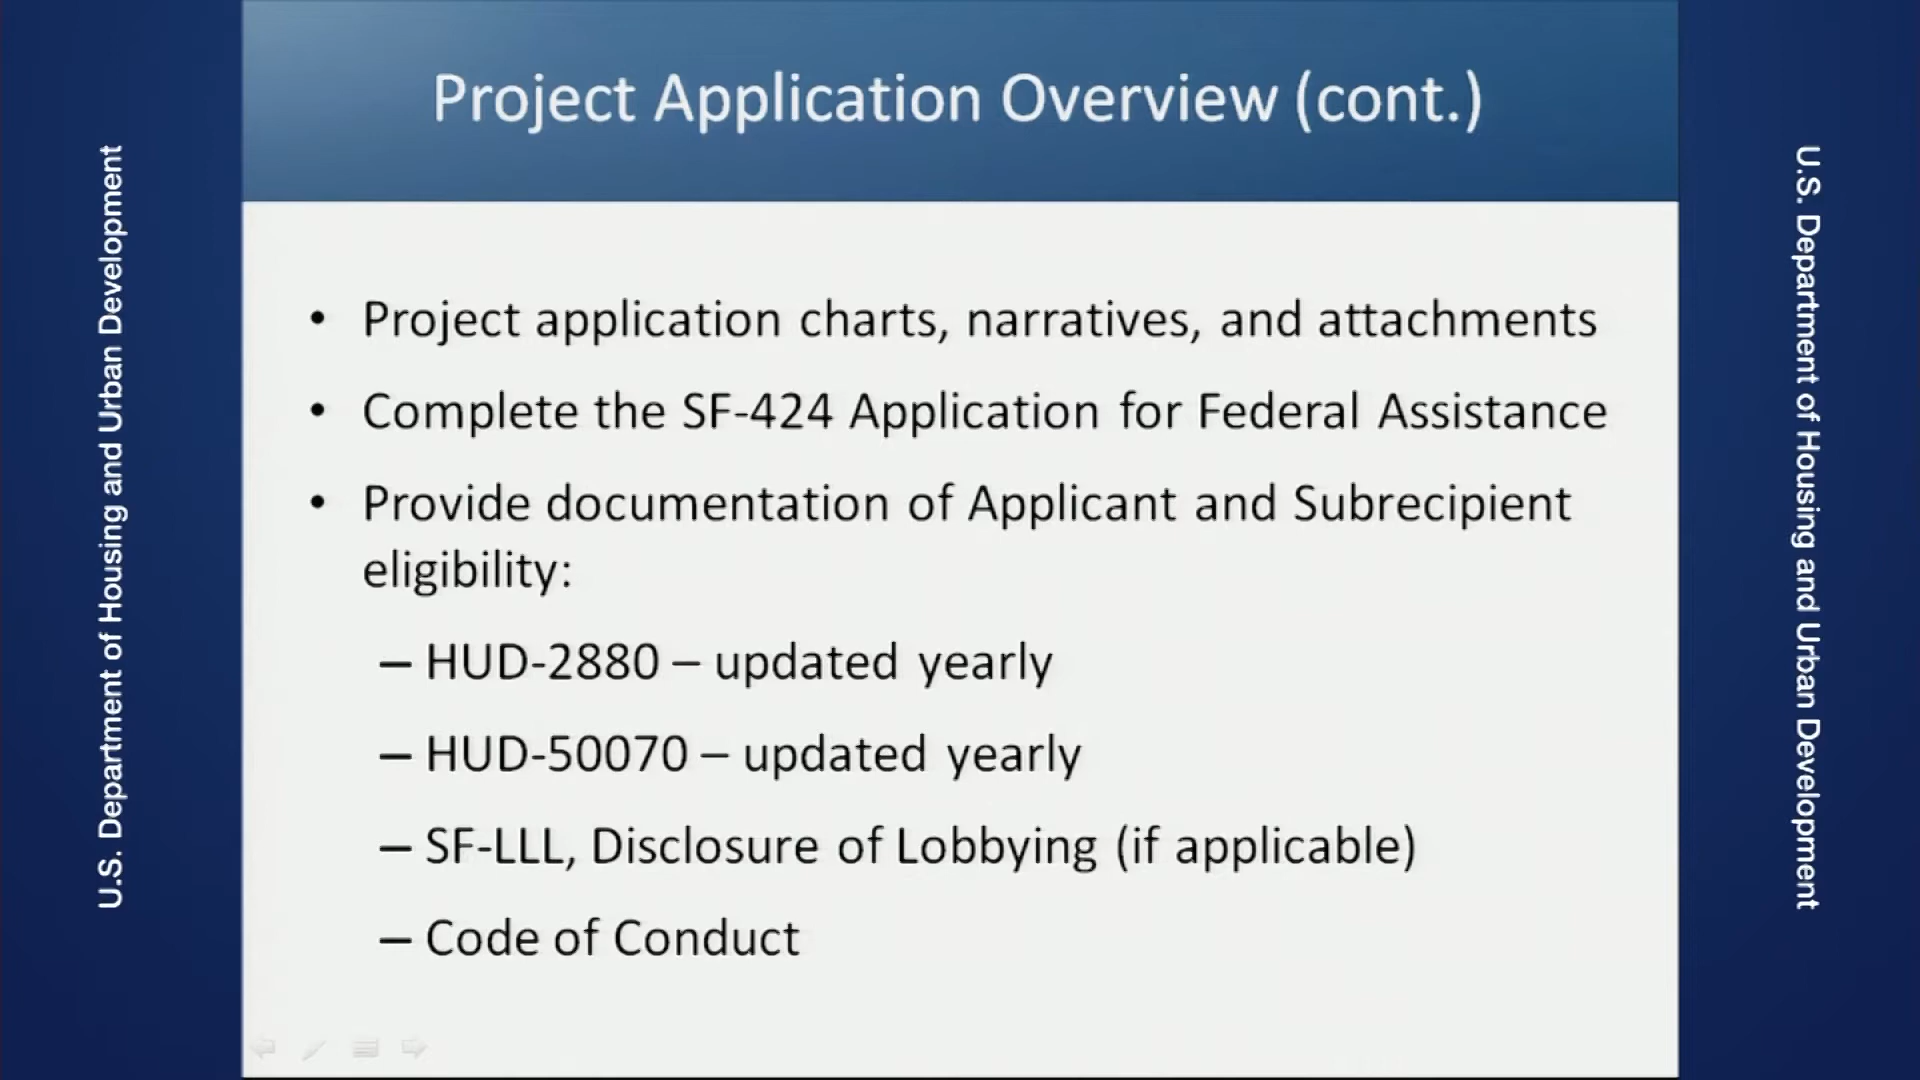 Project Application Overview (cont.)
U.S. Department of Housing and Urban Development
• Project application charts, narratives, and attachments
• Complete the SF-424 Application for Federal Assistance
• Provide documentation of Applicant and Subrecipient
eligibility:
– HUD-2880 – updated yearly
– HUD-50070 – updated yearly
– SF-LLL, Disclosure of Lobbying (if applicable)
– Code of Conduct
U.S. Department of Housing and Urban Development